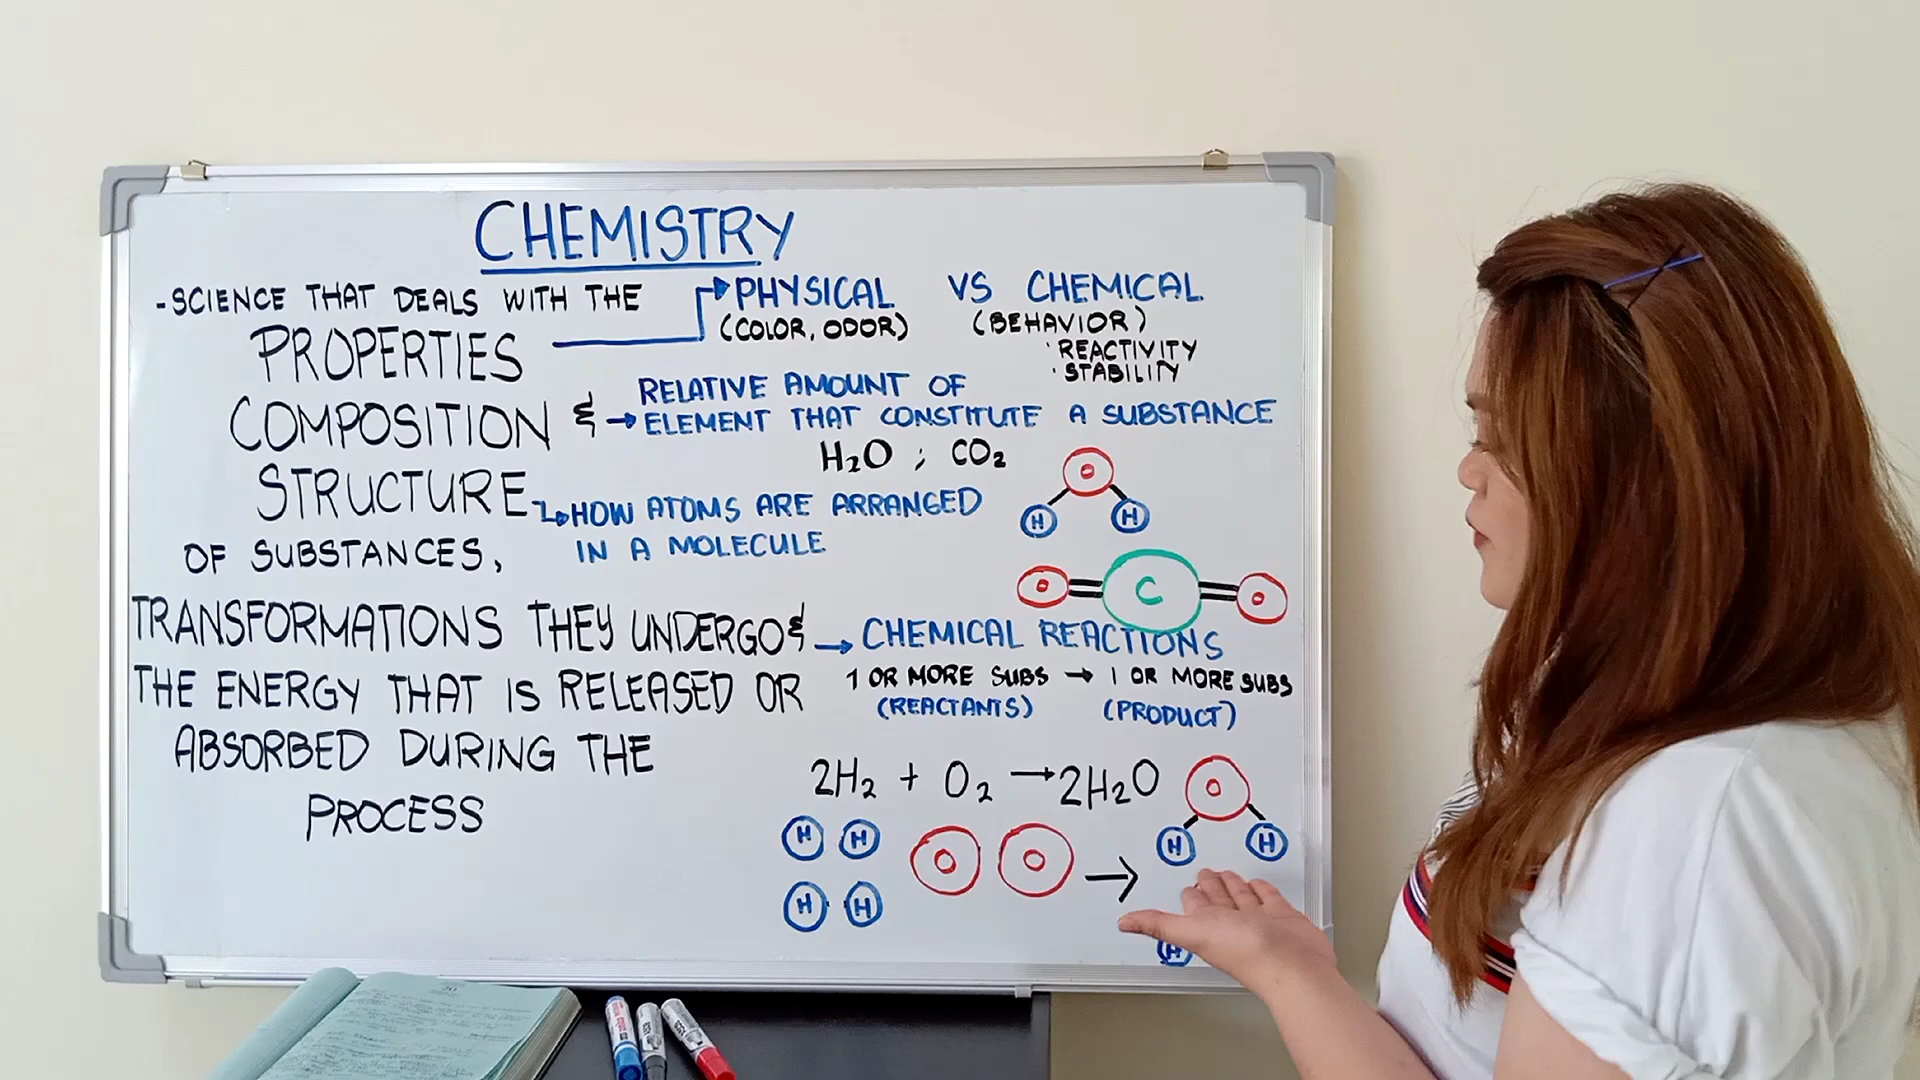 CHEMISTRY
-SCIENCE THAT DEALS WITH THE
PROPERTIES
PHYSICAL VS CHEMICAL
(COLOR, ODOR) (BEHAVIOR)
· REACTIVITY
· STABILITY
COMPOSITION &
→ RELATIVE AMOUNT OF
ELEMENT THAT CONSTITUTE A SUBSTANCE
H₂O ; CO₂
O
H H
STRUCTURE
HOW ATOMS ARE ARRANGED
IN A MOLECULE
OF SUBSTANCES,
O C O
TRANSFORMATIONS THEY UNDERGO &
→ CHEMICAL REACTIONS
1 OR MORE SUBS → 1 OR MORE SUBS
(REACTANTS) (PRODUCT)
THE ENERGY THAT IS RELEASED OR
ABSORBED DURING THE
PROCESS
2H₂ + O₂ → 2H₂O
O
H H O O → H H
H H
H